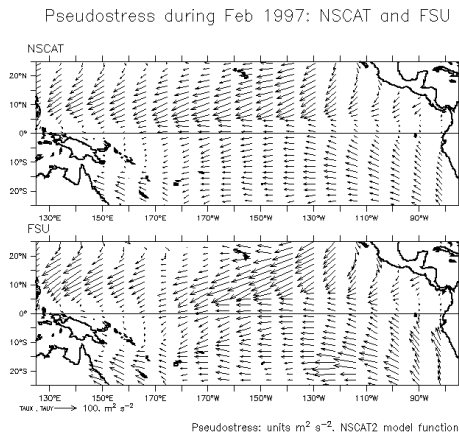 Pseudostress during Feb 1997: NSCAT and FSU
NSCAT
20°N
10°N
0°
10°S
20°S
130°E 150°E 170°E 170°W 150°W 130°W 110°W 90°W
FSU
20°N
10°N
0°
10°S
20°S
130°E 150°E 170°E 170°W 150°W 130°W 110°W 90°W
TAUX , TAUY 100. m² s⁻²
Pseudostress: units m² s⁻². NSCAT2 model function